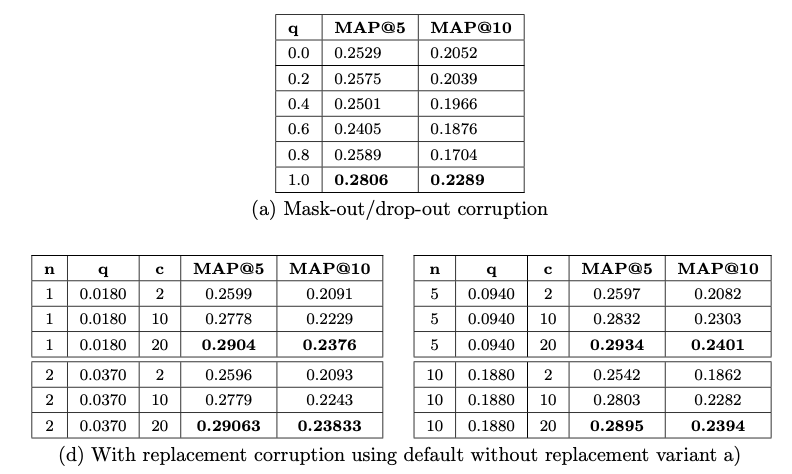 q MAP@5 MAP@10
0.0 0.2529 0.2052
0.2 0.2575 0.2039
0.4 0.2501 0.1966
0.6 0.2405 0.1876
0.8 0.2589 0.1704
1.0 0.2806 0.2289
(a) Mask-out/drop-out corruption
n q c MAP@5 MAP@10
1 0.0180 2 0.2599 0.2091
1 0.0180 10 0.2778 0.2229
1 0.0180 20 0.2904 0.2376
2 0.0370 2 0.2596 0.2093
2 0.0370 10 0.2779 0.2243
2 0.0370 20 0.29063 0.23833
n q c MAP@5 MAP@10
5 0.0940 2 0.2597 0.2082
5 0.0940 10 0.2832 0.2303
5 0.0940 20 0.2934 0.2401
10 0.1880 2 0.2542 0.1862
10 0.1880 10 0.2803 0.2282
10 0.1880 20 0.2895 0.2394
(d) With replacement corruption using default without replacement variant a)